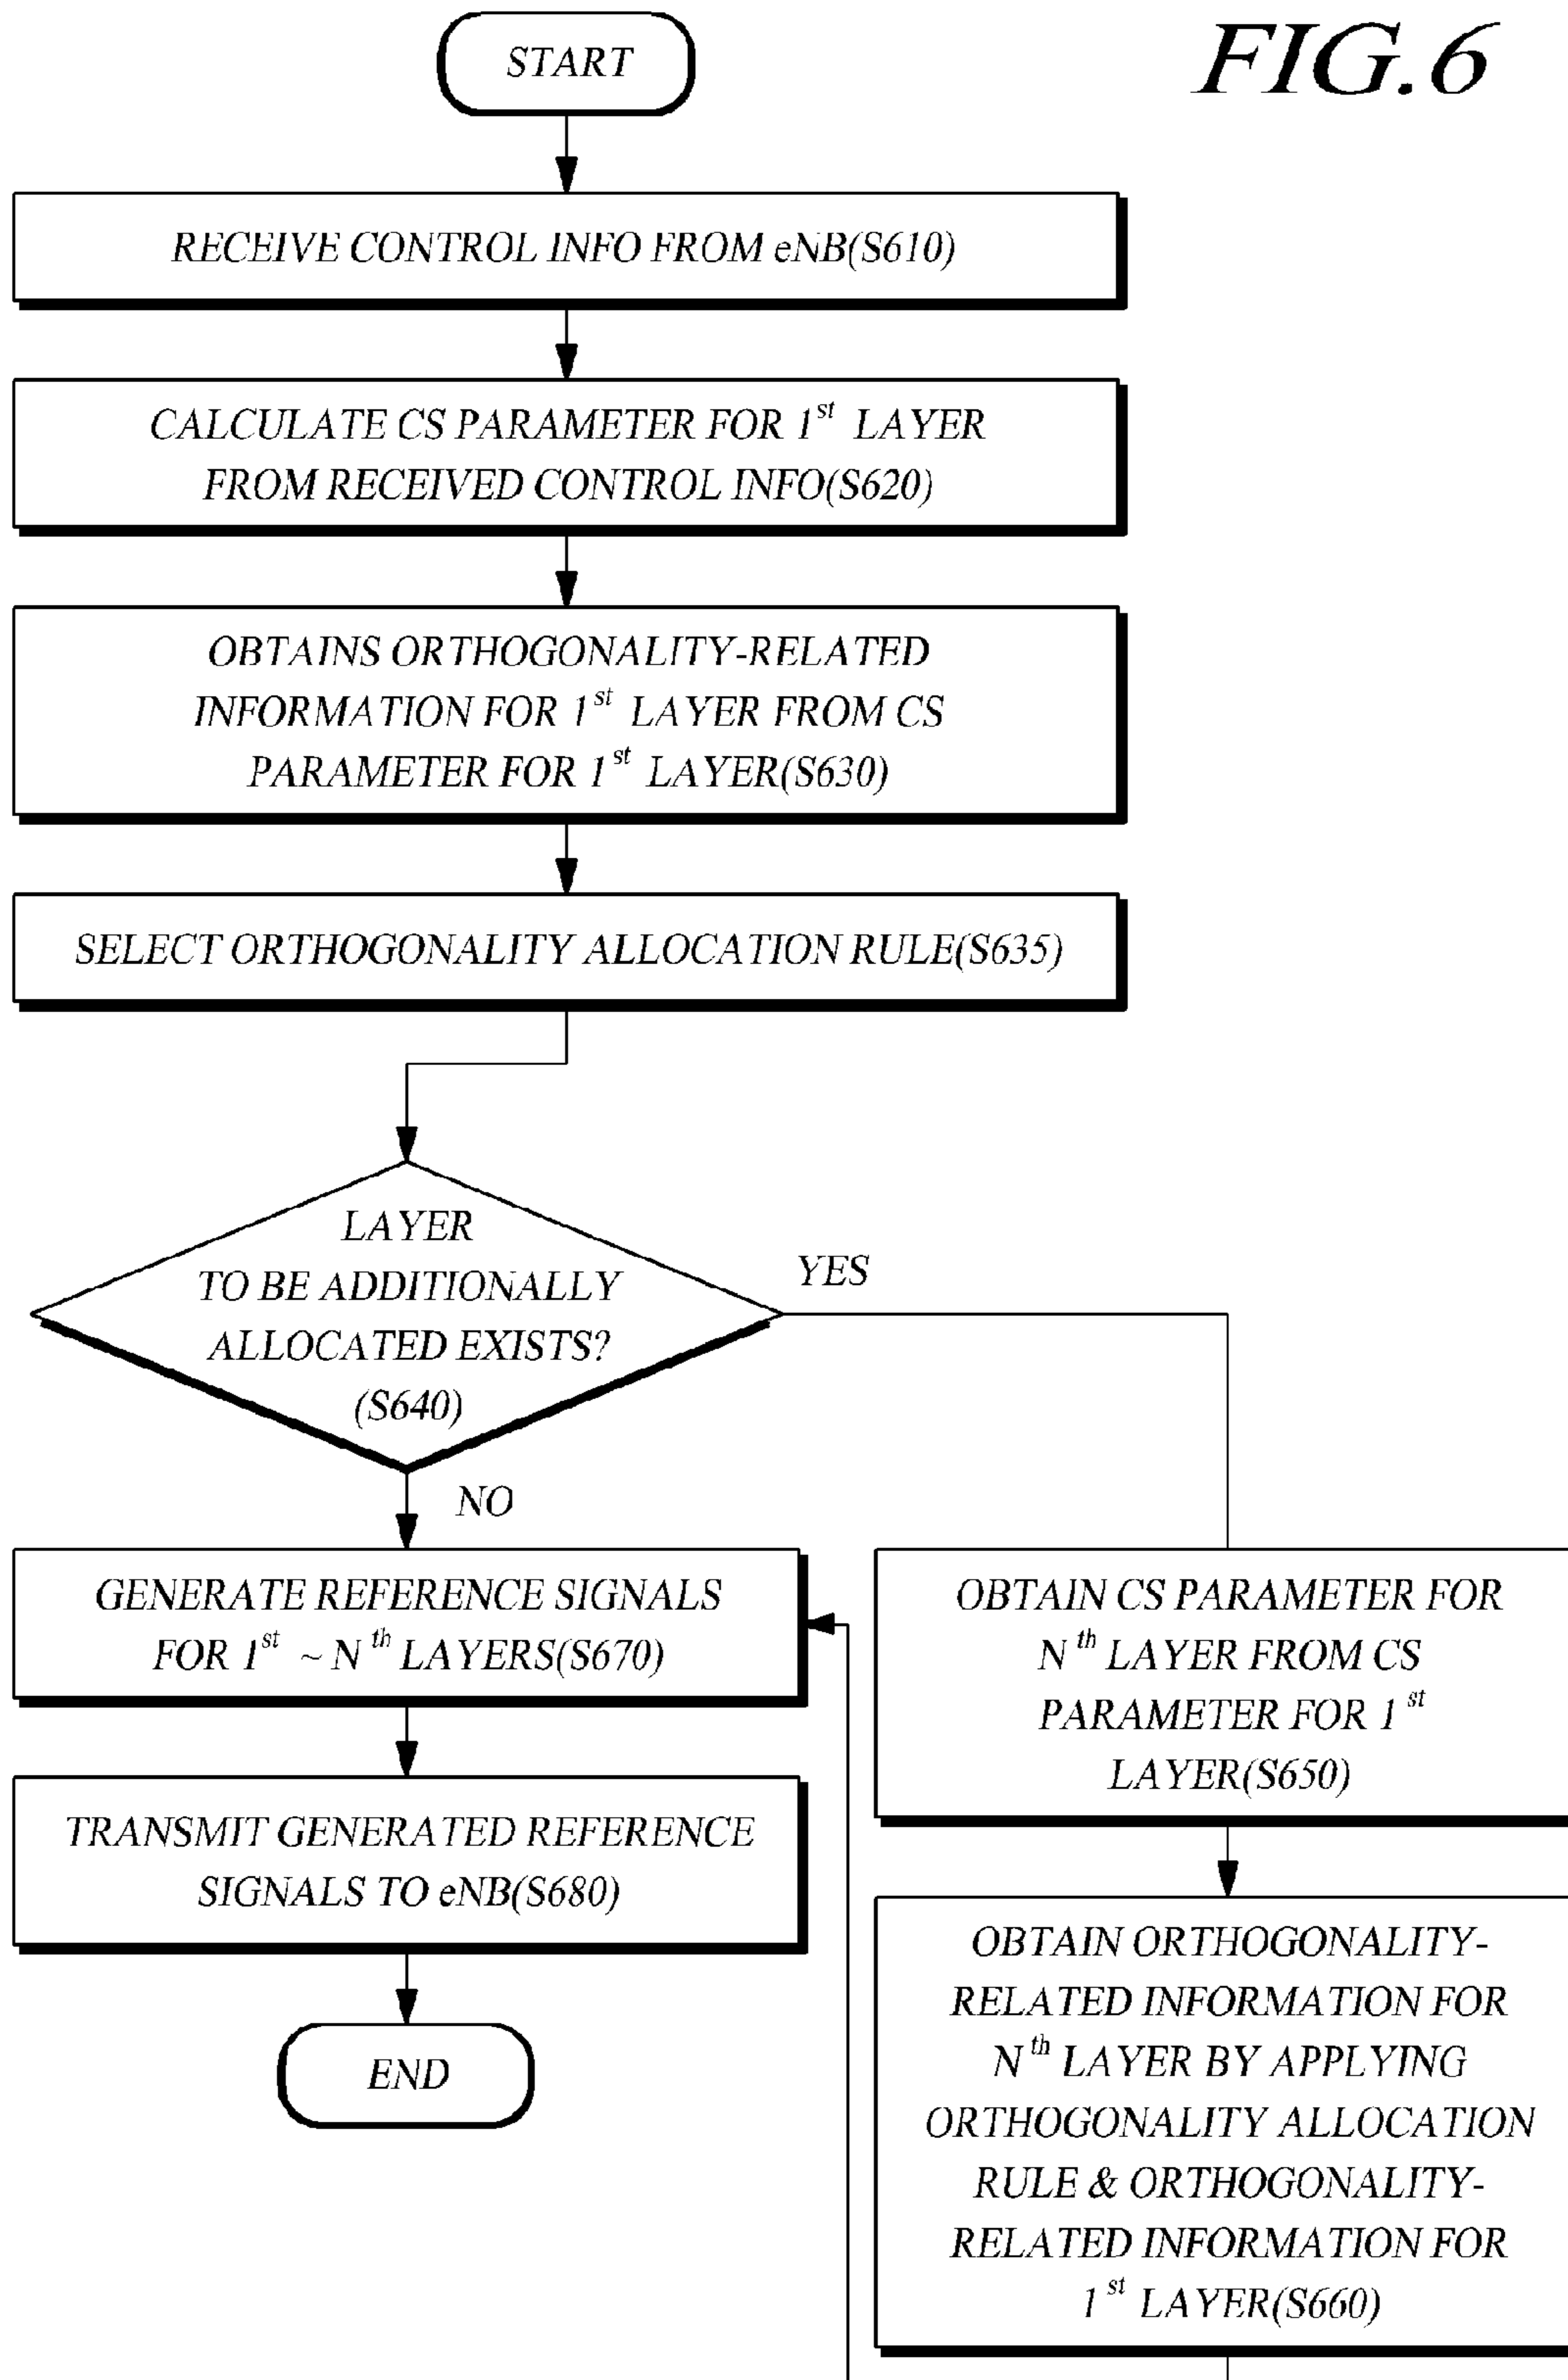 FIG.6
START
RECEIVE CONTROL INFO FROM eNB(S610)
CALCULATE CS PARAMETER FOR 1st LAYER
FROM RECEIVED CONTROL INFO(S620)
OBTAINS ORTHOGONALITY-RELATED
INFORMATION FOR 1st LAYER FROM CS
PARAMETER FOR 1st LAYER(S630)
SELECT ORTHOGONALITY ALLOCATION RULE(S635)
LAYER
TO BE ADDITIONALLY
ALLOCATED EXISTS?
(S640)
YES
NO
GENERATE REFERENCE SIGNALS
FOR 1st ~ Nth LAYERS(S670)
TRANSMIT GENERATED REFERENCE
SIGNALS TO eNB(S680)
END
OBTAIN CS PARAMETER FOR
Nth LAYER FROM CS
PARAMETER FOR 1st
LAYER(S650)
OBTAIN ORTHOGONALITY-
RELATED INFORMATION FOR
Nth LAYER BY APPLYING
ORTHOGONALITY ALLOCATION
RULE & ORTHOGONALITY-
RELATED INFORMATION FOR
1st LAYER(S660)